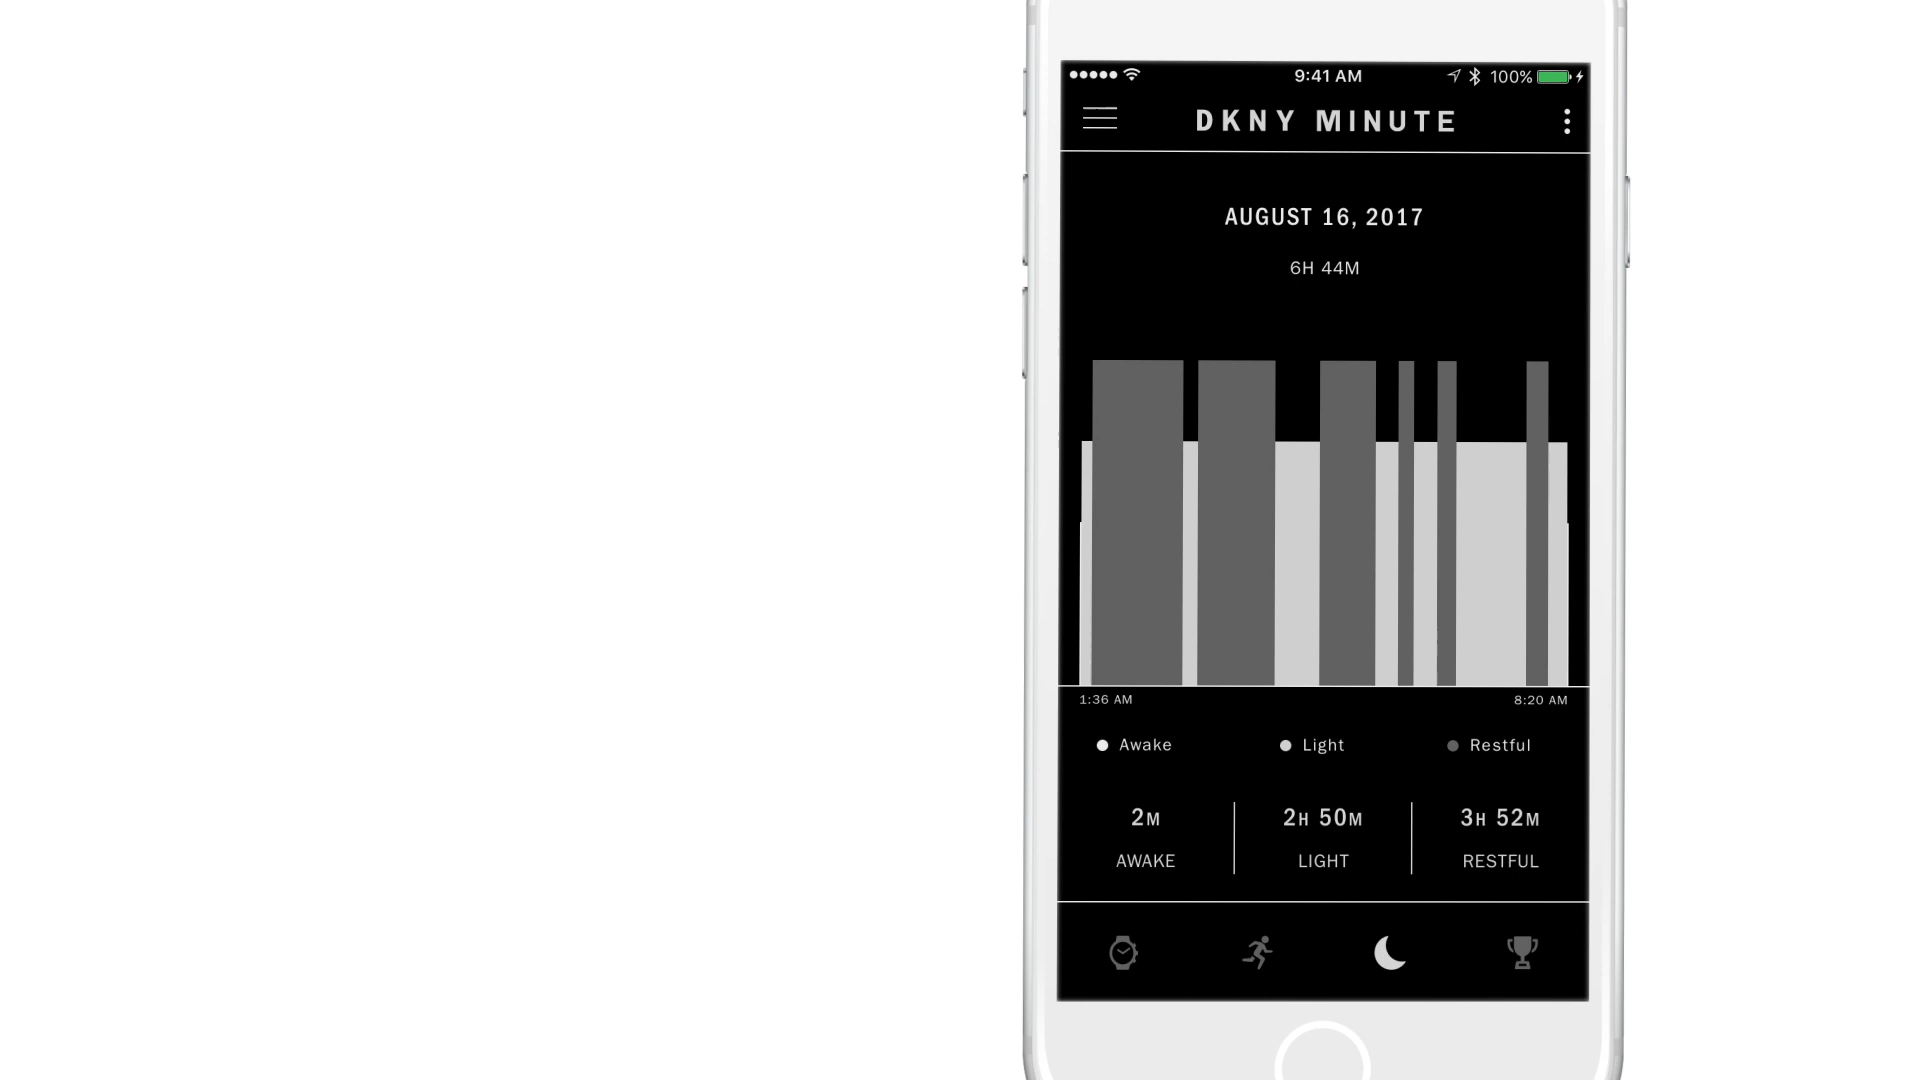 9:41 AM 100%
DKNY MINUTE
AUGUST 16, 2017
6H 44M
1:36 AM 8:20 AM
Awake Light Restful
2M 2H 50M 3H 52M
AWAKE LIGHT RESTFUL